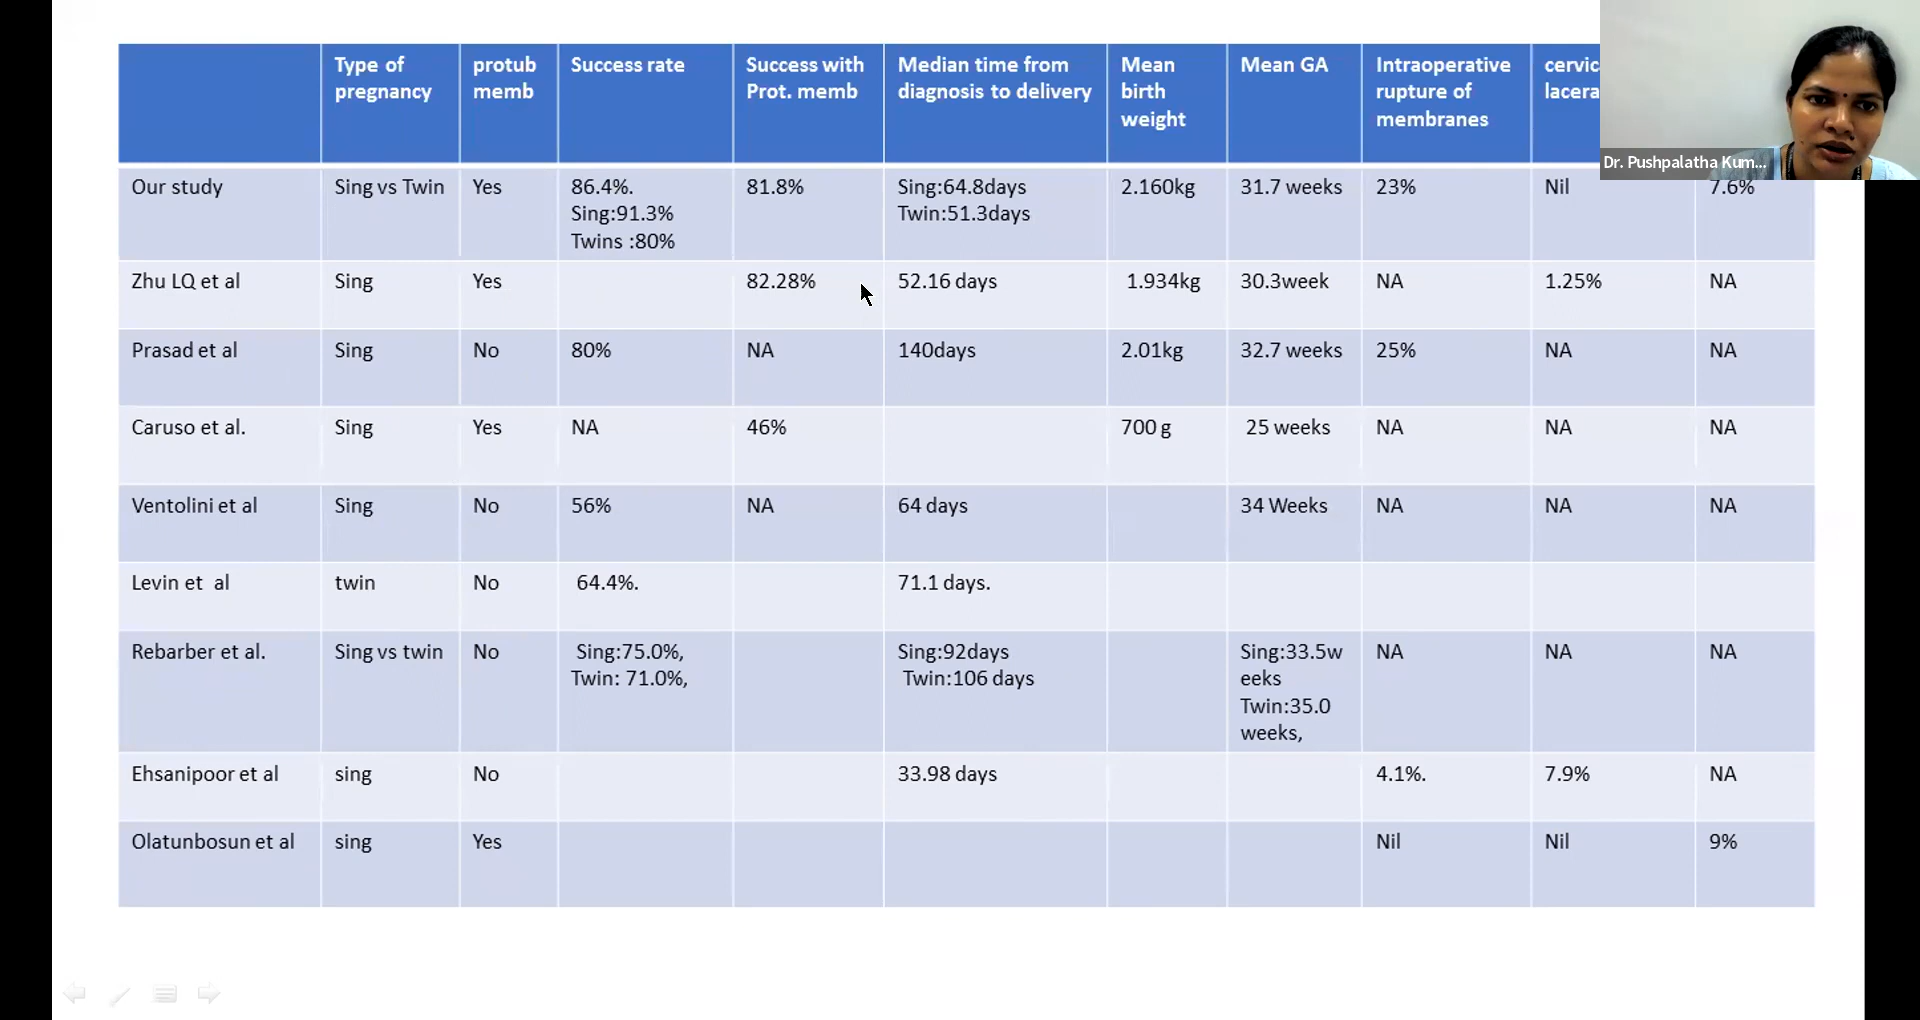 Type of pregnancy
protub memb
Success rate
Success with Prot. memb
Median time from diagnosis to delivery
Mean birth weight
Mean GA
Intraoperative rupture of membranes
Dr. Pushpalatha Kum...
Our study
Sing vs Twin
Yes
86.4%.
Sing:91.3%
Twins :80%
81.8%
Sing:64.8days
Twin:51.3days
2.160kg
31.7 weeks
23%
Nil
7.6%
Zhu LQ et al
Sing
Yes
82.28%
52.16 days
1.934kg
30.3week
NA
1.25%
NA
Prasad et al
Sing
No
80%
NA
140days
2.01kg
32.7 weeks
25%
NA
NA
Caruso et al.
Sing
Yes
NA
46%
700 g
25 weeks
NA
NA
NA
Ventolini et al
Sing
No
56%
NA
64 days
34 Weeks
NA
NA
NA
Levin et al
twin
No
64.4%.
71.1 days.
Rebarber et al.
Sing vs twin
No
Sing:75.0%,
Twin: 71.0%,
Sing:92days
Twin:106 days
Sing:33.5w
eeks
Twin:35.0
weeks,
NA
NA
NA
Ehsanipoor et al
sing
No
33.98 days
4.1%.
7.9%
NA
Olatunbosun et al
sing
Yes
Nil
Nil
9%